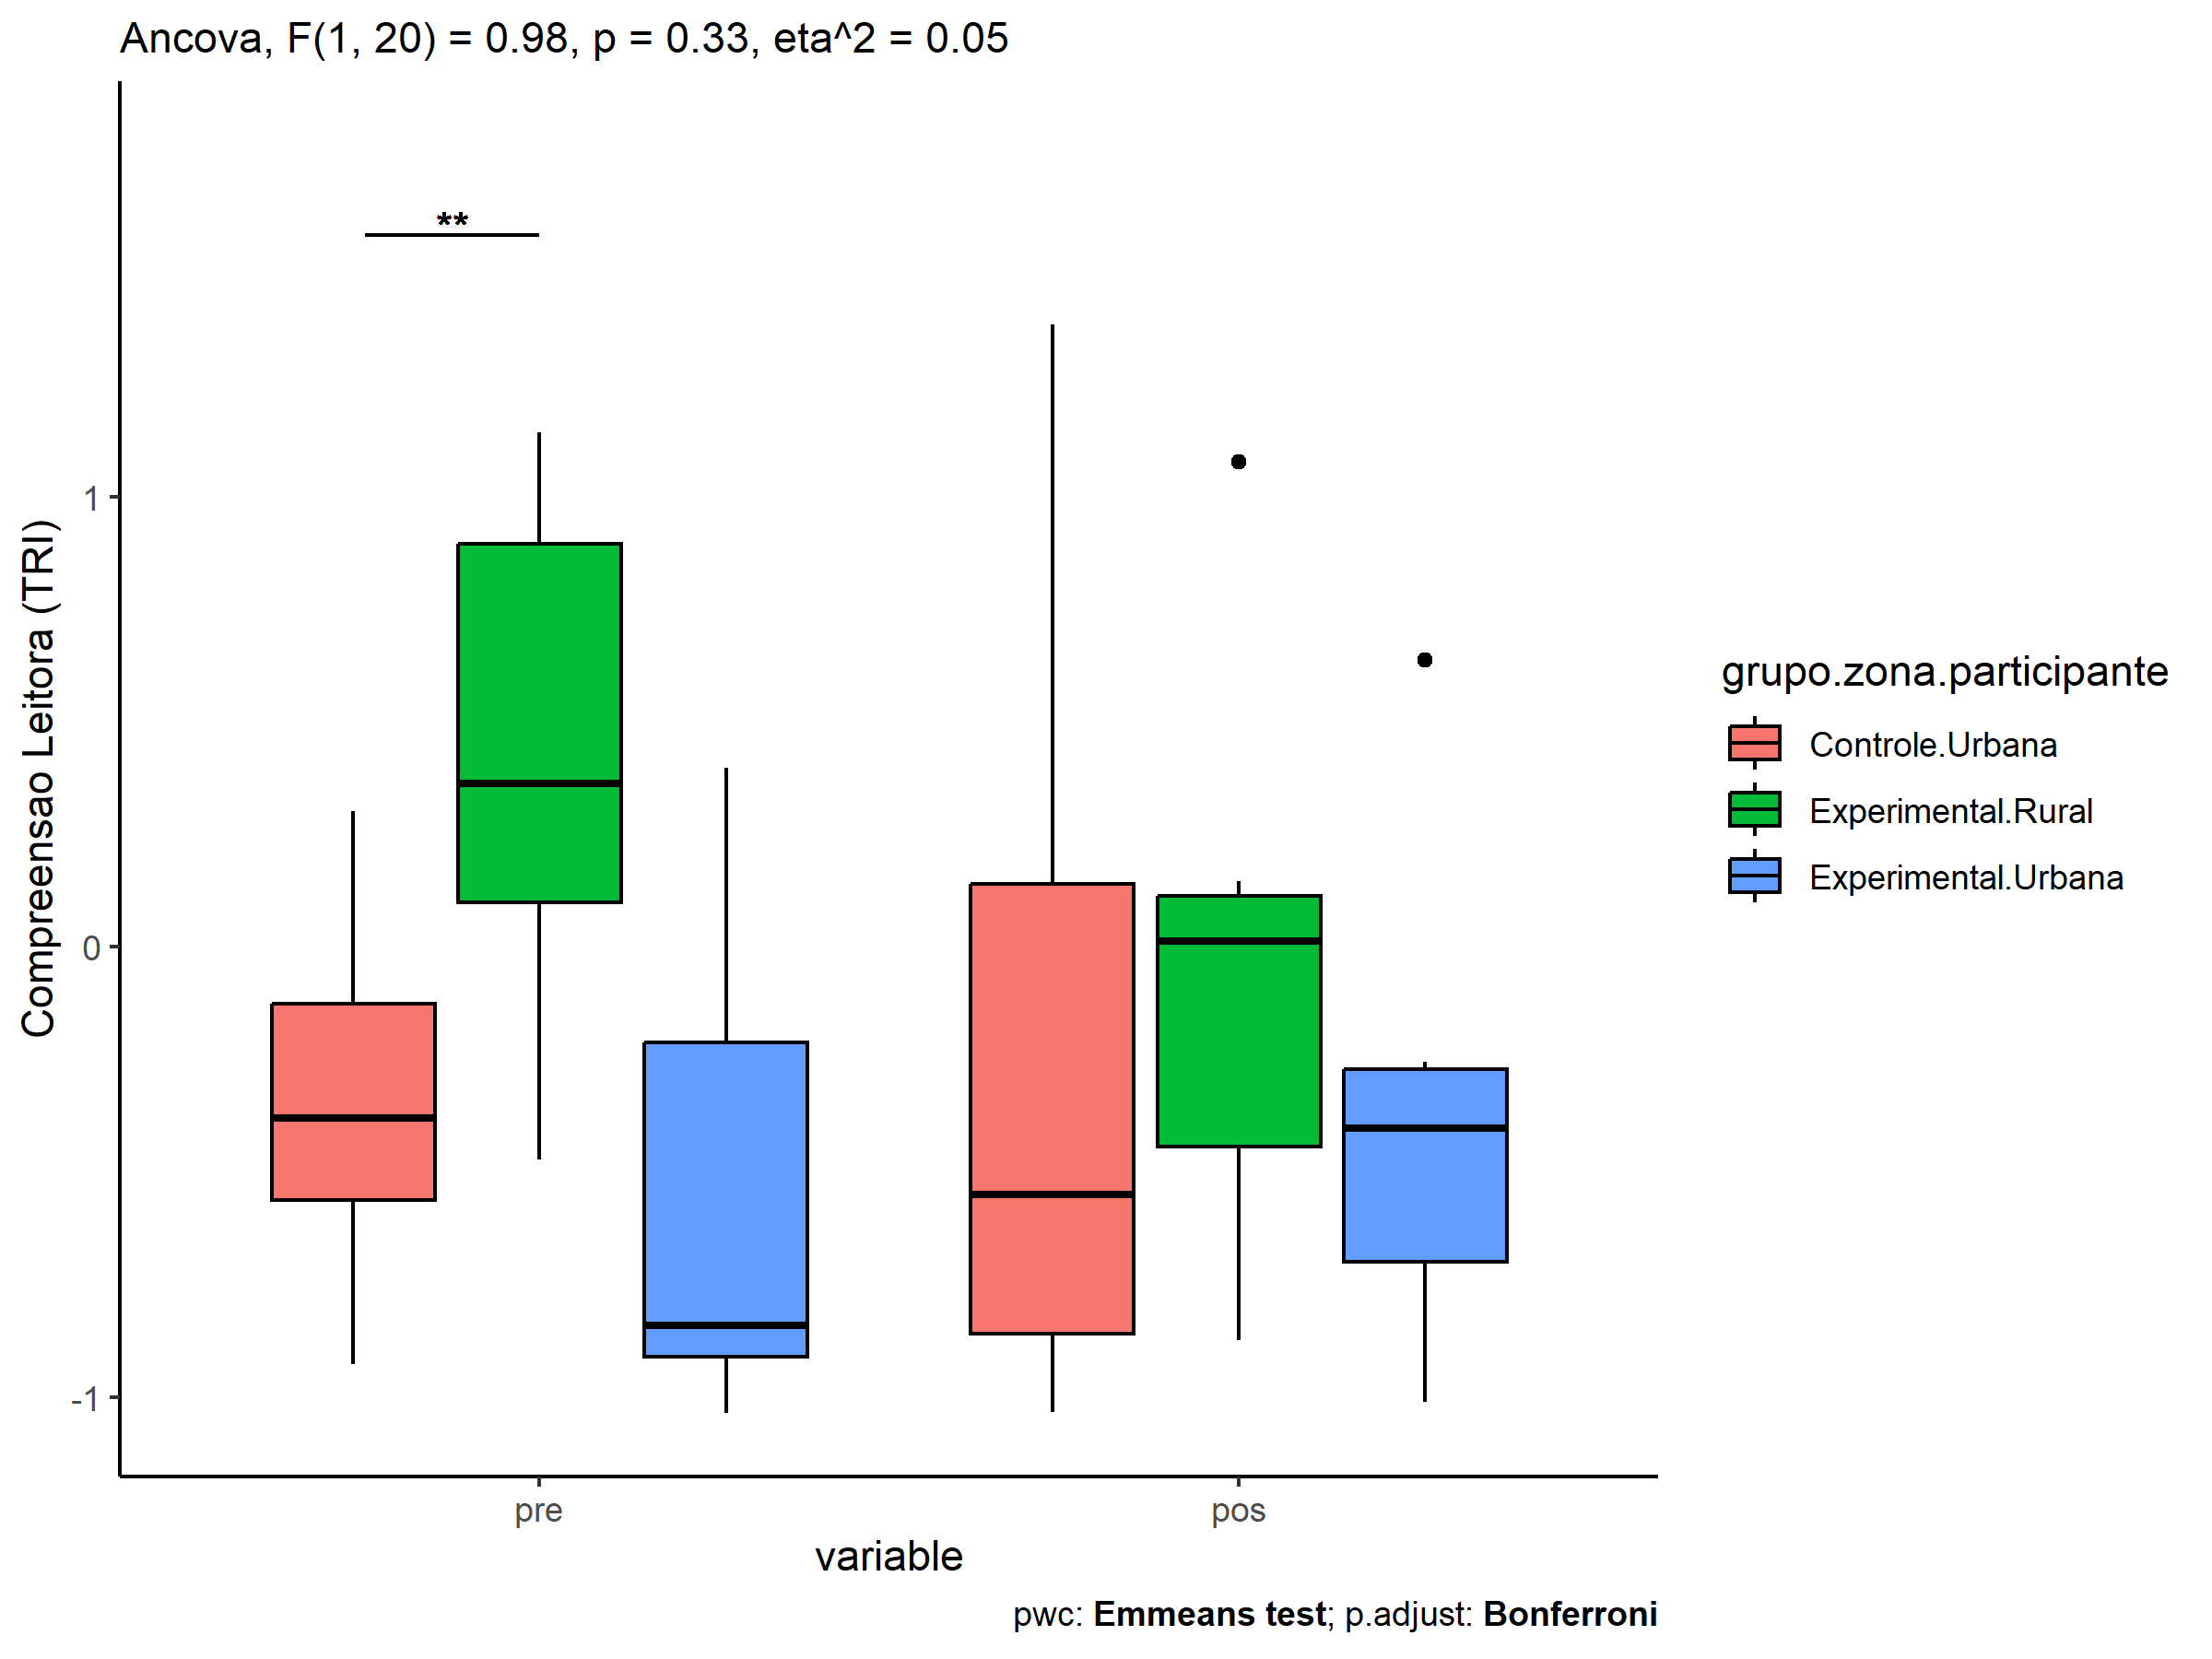 Ancova, F(1, 20) = 0.98, p = 0.33, eta^2 = 0.05
**
Compreensao Leitora (TRI)
1
0
-1
pre
pos
variable
grupo.zona.participante
Controle.Urbana
Experimental.Rural
Experimental.Urbana
pwc: Emmeans test; p.adjust: Bonferroni